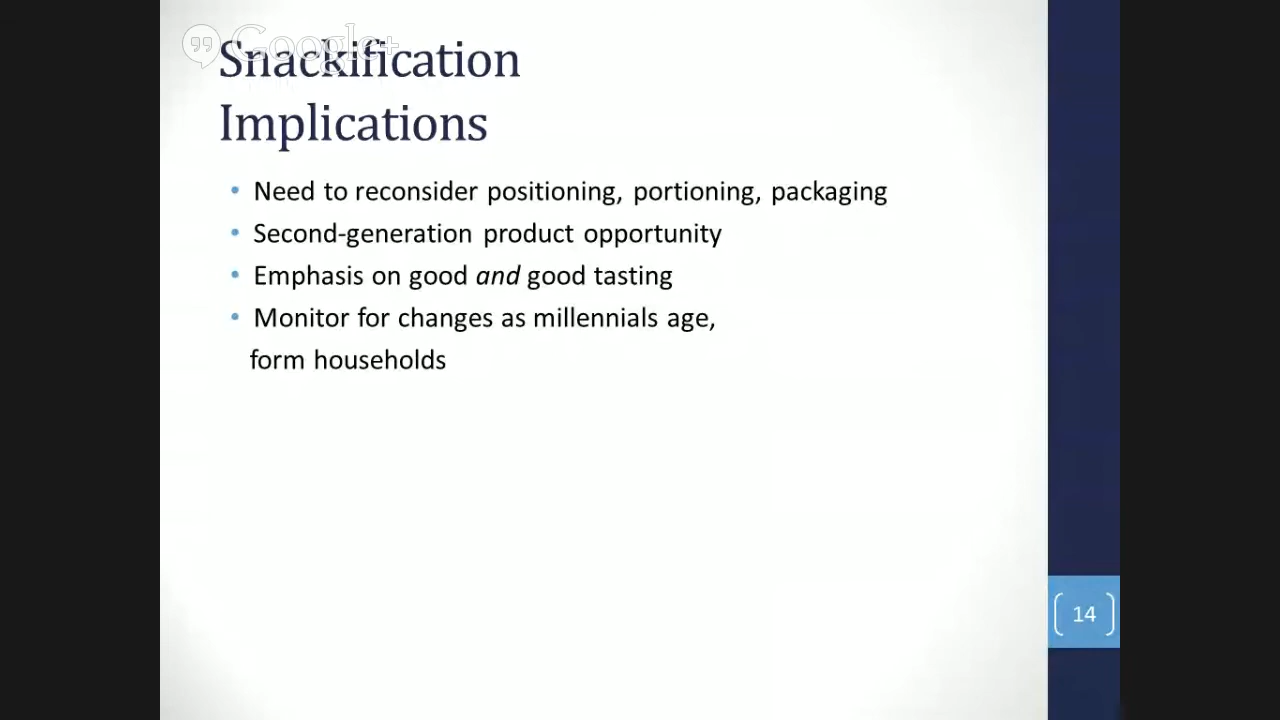 Google+
Snackification
Implications
• Need to reconsider positioning, portioning, packaging
• Second-generation product opportunity
• Emphasis on good and good tasting
• Monitor for changes as millennials age,
form households
14